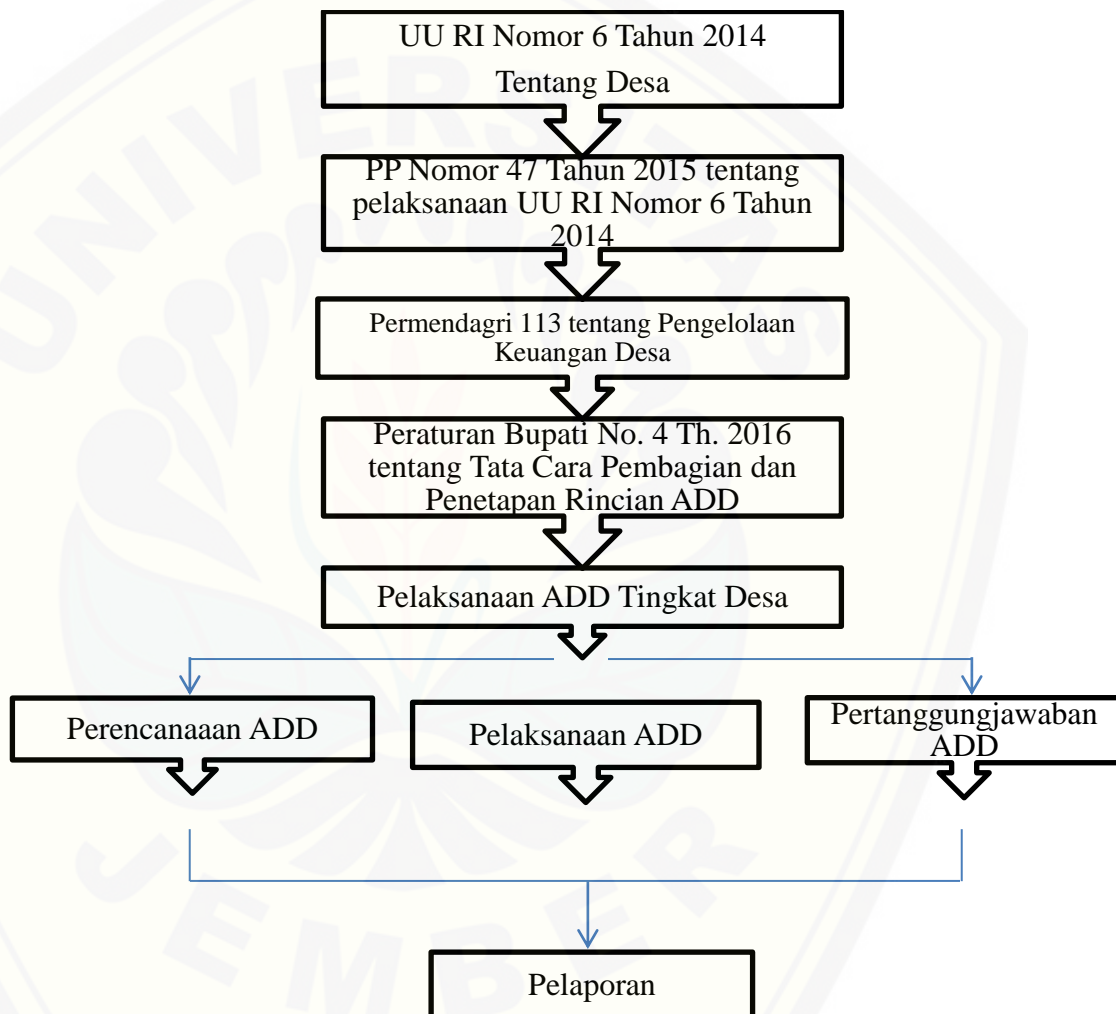 UU RI Nomor 6 Tahun 2014
Tentang Desa
PP Nomor 47 Tahun 2015 tentang
pelaksanaan UU RI Nomor 6 Tahun
2014
Permendagri 113 tentang Pengelolaan
Keuangan Desa
Peraturan Bupati No. 4 Th. 2016
tentang Tata Cara Pembagian dan
Penetapan Rincian ADD
Pelaksanaan ADD Tingkat Desa
Perencanaaan ADD
Pelaksanaan ADD
Pertanggungjawaban
ADD
Pelaporan
UNIVERSITAS
JEMBER